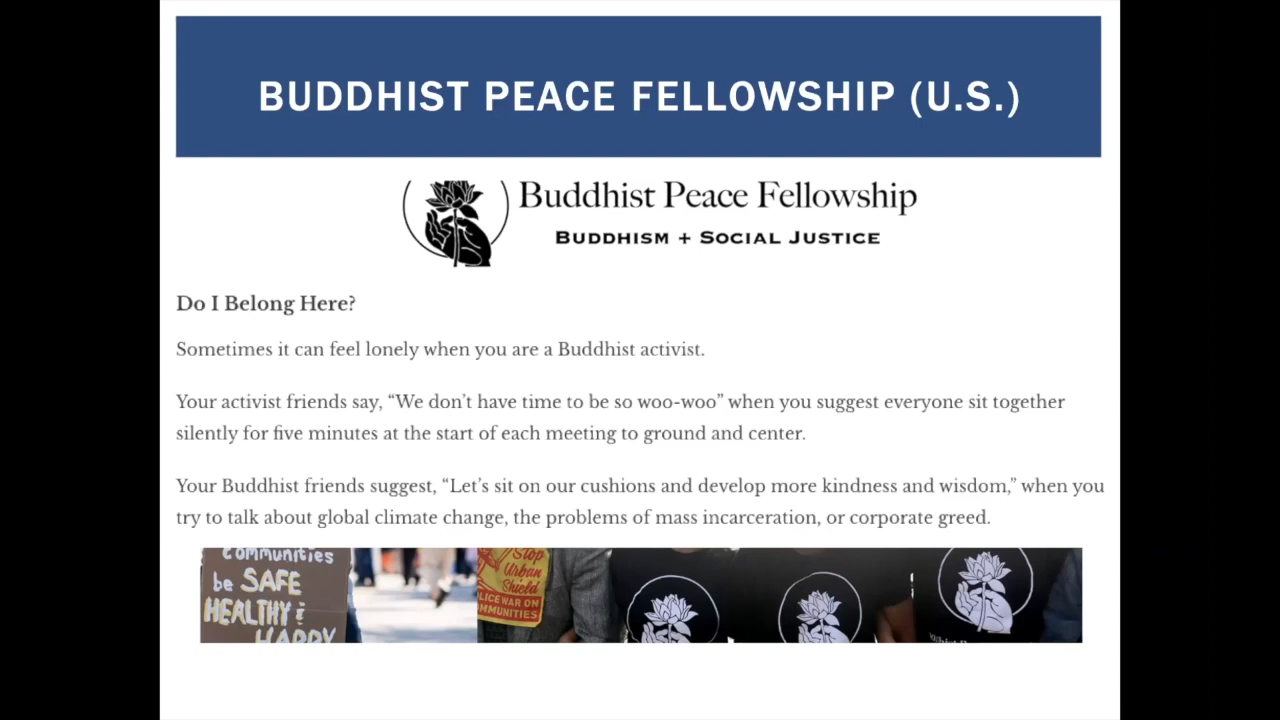 BUDDHIST PEACE FELLOWSHIP (U.S.)
Buddhist Peace Fellowship
BUDDHISM + SOCIAL JUSTICE
Do I Belong Here?
Sometimes it can feel lonely when you are a Buddhist activist.
Your activist friends say, “We don’t have time to be so woo-woo” when you suggest everyone sit together
silently for five minutes at the start of each meeting to ground and center.
Your Buddhist friends suggest, “Let’s sit on our cushions and develop more kindness and wisdom,” when you
try to talk about global climate change, the problems of mass incarceration, or corporate greed.
communities
be SAFE
HEALTHY &
HAPPY
Stop
Urban
Shield
WAR ON